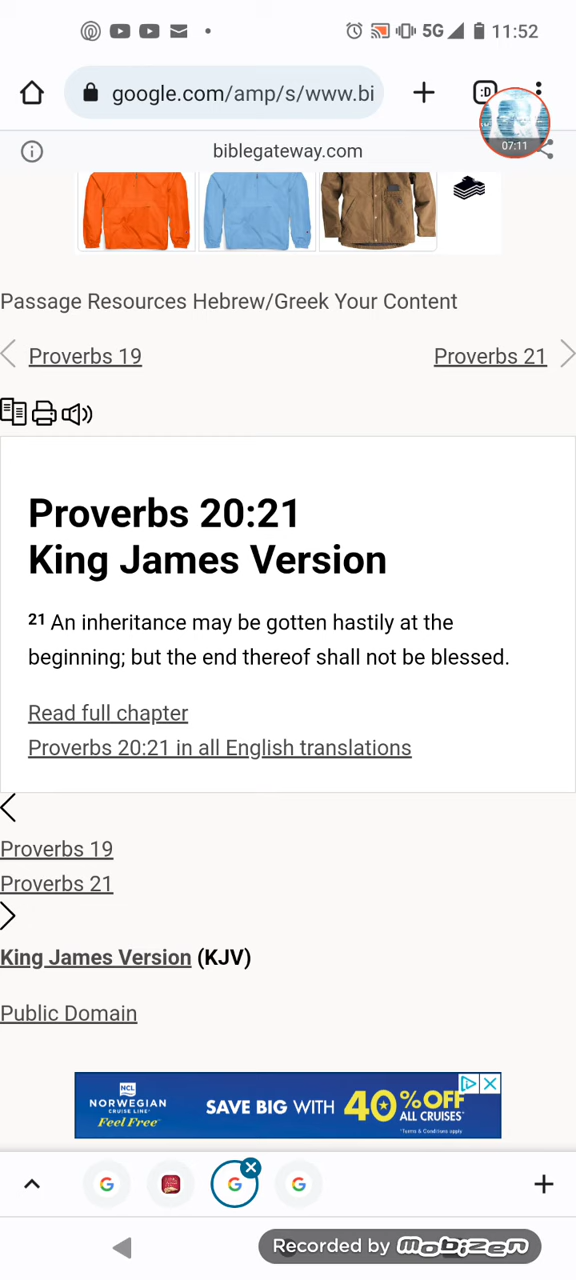 5G 11:52
google.com/amp/s/www.bi
:D
07:11
biblegateway.com
Passage Resources Hebrew/Greek Your Content
Proverbs 19 Proverbs 21
Proverbs 20:21
King James Version
21 An inheritance may be gotten hastily at the
beginning; but the end thereof shall not be blessed.
Read full chapter
Proverbs 20:21 in all English translations
Proverbs 19
Proverbs 21
King James Version (KJV)
Public Domain
NCL
NORWEGIAN
CRUISE LINE
Feel Free
SAVE BIG WITH 40% OFF
ALL CRUISES*
*Terms & Conditions apply
Recorded by mobizen